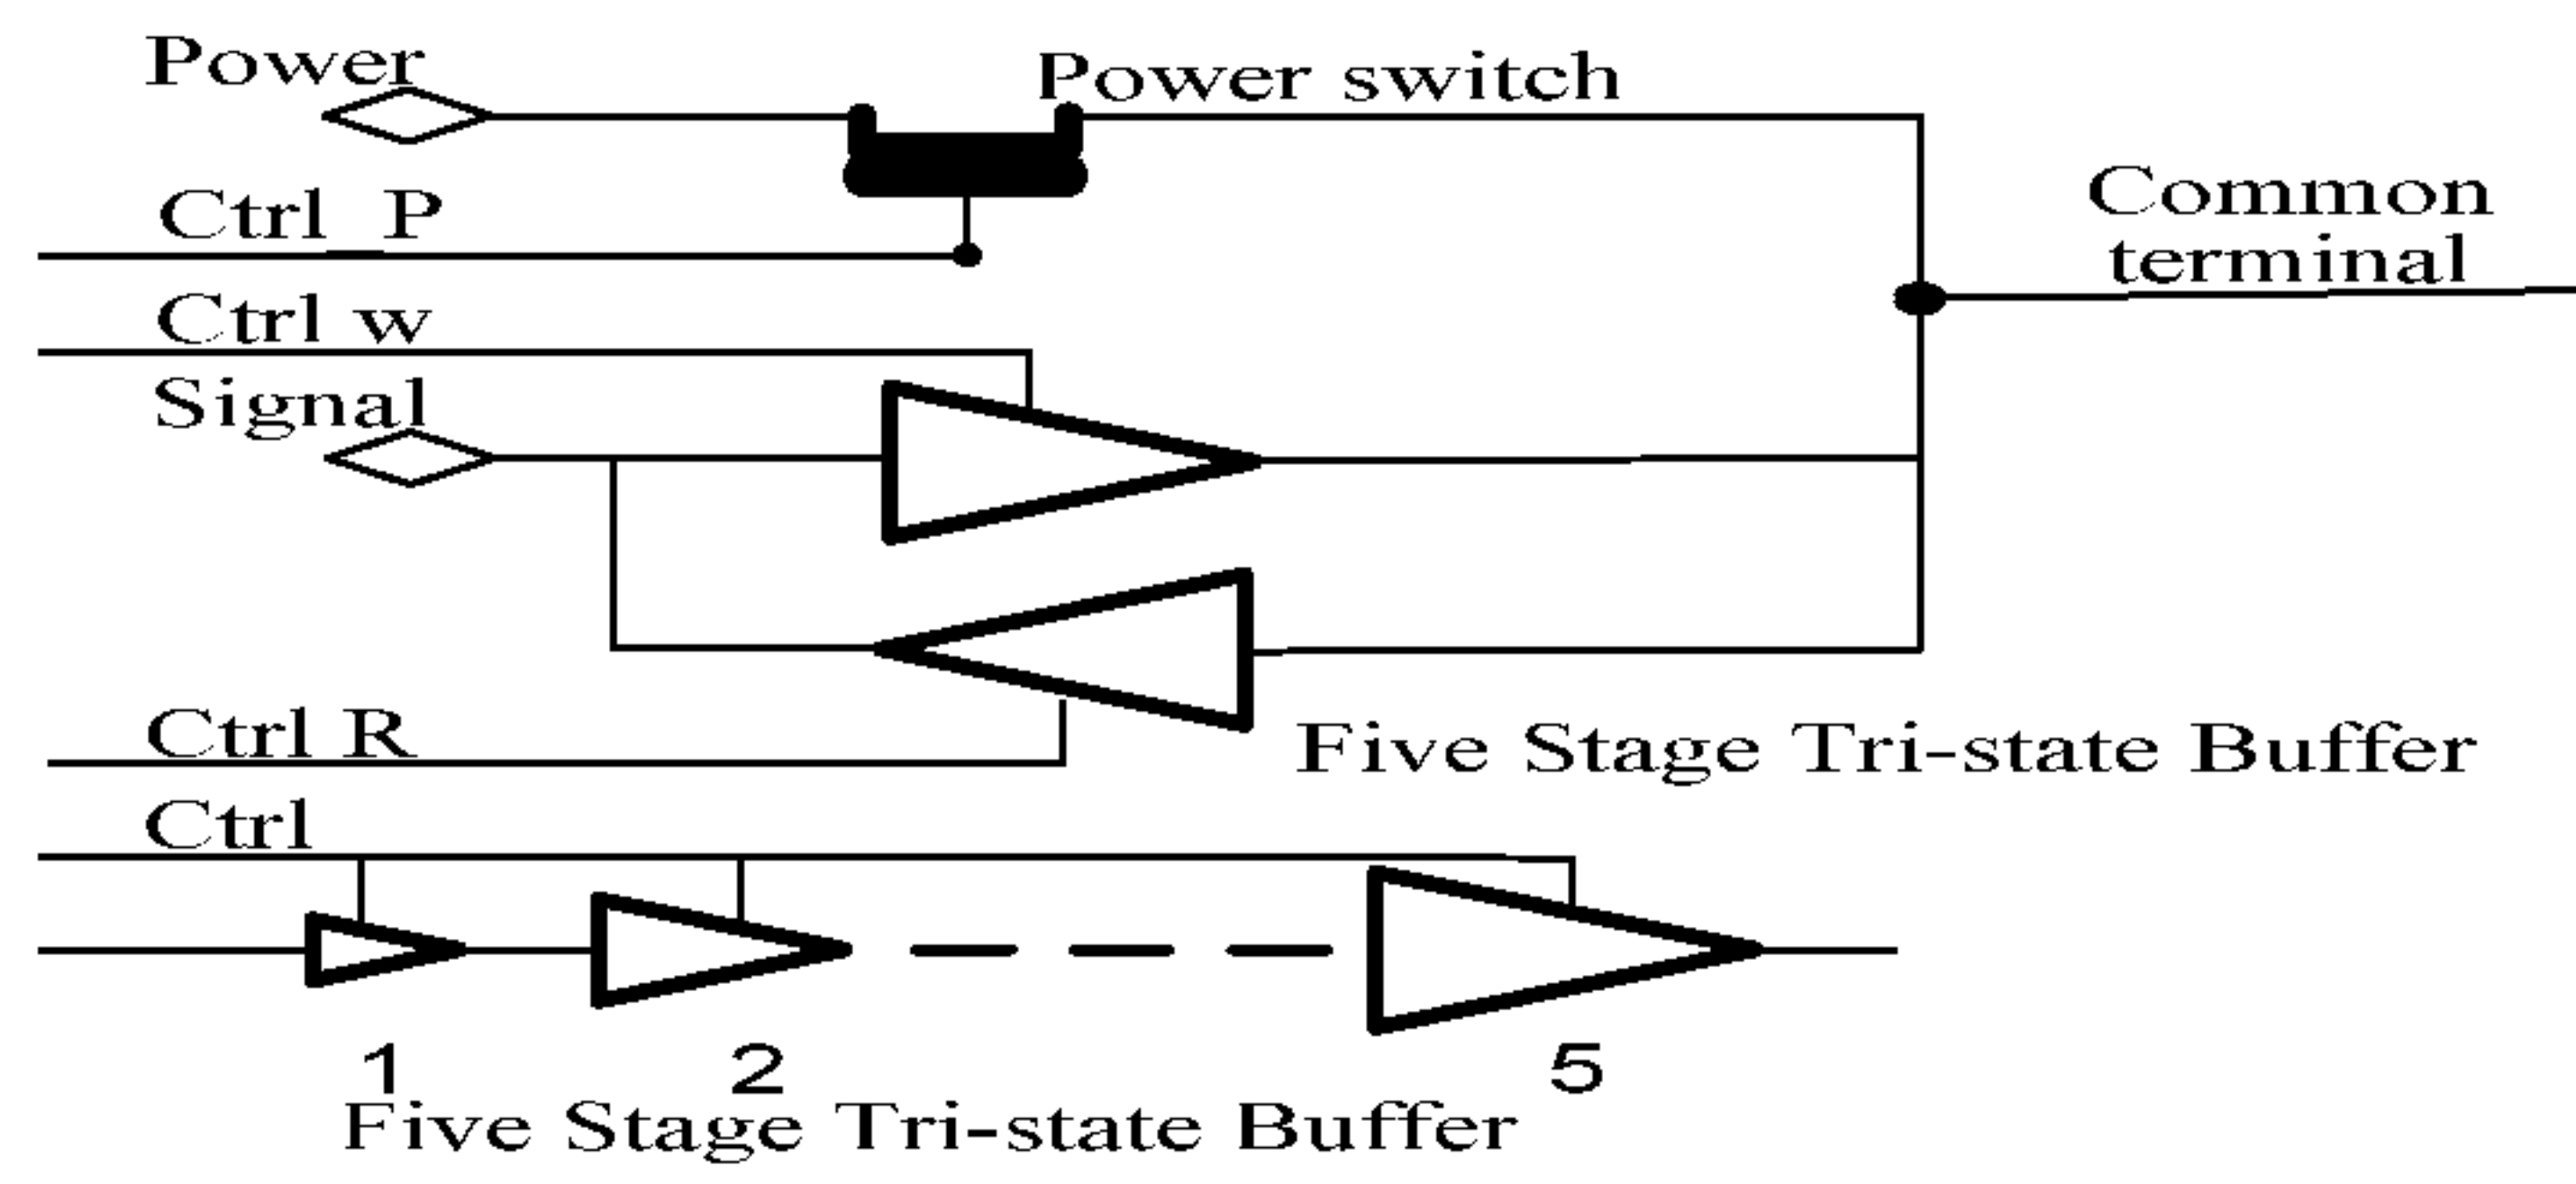 Power
Power switch
Ctrl P
Common
terminal
Ctrl w
Signal
Ctrl R
Five Stage Tri-state Buffer
Ctrl
1 2 5
Five Stage Tri-state Buffer